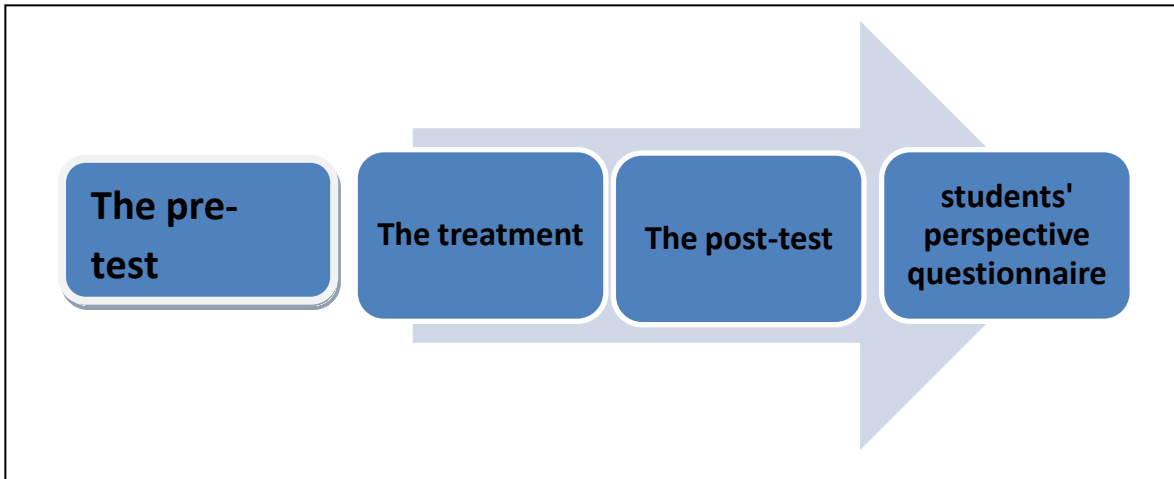 The pre-
test
The treatment
The post-test
students'
perspective
questionnaire